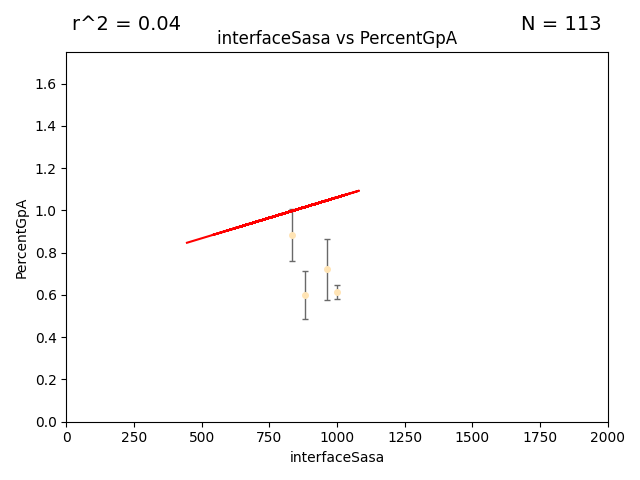 r^2 = 0.04
N = 113
interfaceSasa vs PercentGpA
PercentGpA
1.6
1.4
1.2
1.0
0.8
0.6
0.4
0.2
0.0
0 250 500 750 1000 1250 1500 1750 2000
interfaceSasa